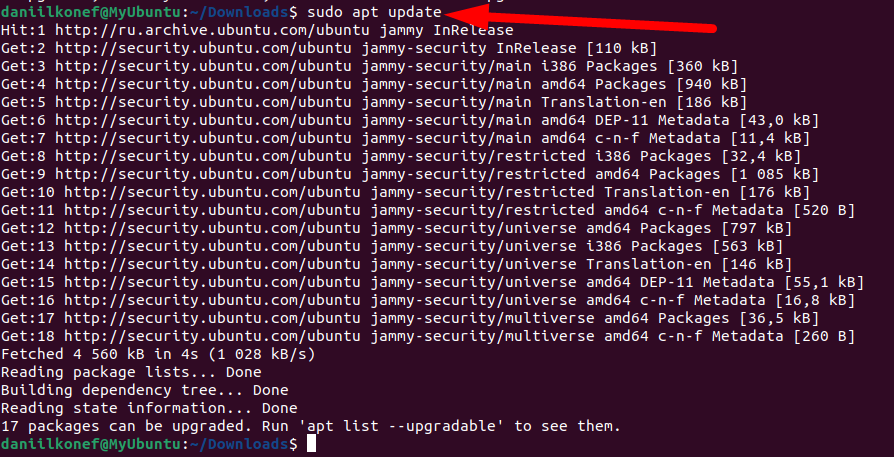 daniilkonef@MyUbuntu:~/Downloads$ sudo apt update
Hit:1 http://ru.archive.ubuntu.com/ubuntu jammy InRelease
Get:2 http://security.ubuntu.com/ubuntu jammy-security InRelease [110 kB]
Get:3 http://security.ubuntu.com/ubuntu jammy-security/main i386 Packages [360 kB]
Get:4 http://security.ubuntu.com/ubuntu jammy-security/main amd64 Packages [940 kB]
Get:5 http://security.ubuntu.com/ubuntu jammy-security/main Translation-en [186 kB]
Get:6 http://security.ubuntu.com/ubuntu jammy-security/main amd64 DEP-11 Metadata [43,0 kB]
Get:7 http://security.ubuntu.com/ubuntu jammy-security/main amd64 c-n-f Metadata [11,4 kB]
Get:8 http://security.ubuntu.com/ubuntu jammy-security/restricted i386 Packages [32,4 kB]
Get:9 http://security.ubuntu.com/ubuntu jammy-security/restricted amd64 Packages [1 085 kB]
Get:10 http://security.ubuntu.com/ubuntu jammy-security/restricted Translation-en [176 kB]
Get:11 http://security.ubuntu.com/ubuntu jammy-security/restricted amd64 c-n-f Metadata [520 B]
Get:12 http://security.ubuntu.com/ubuntu jammy-security/universe amd64 Packages [797 kB]
Get:13 http://security.ubuntu.com/ubuntu jammy-security/universe i386 Packages [563 kB]
Get:14 http://security.ubuntu.com/ubuntu jammy-security/universe Translation-en [146 kB]
Get:15 http://security.ubuntu.com/ubuntu jammy-security/universe amd64 DEP-11 Metadata [55,1 kB]
Get:16 http://security.ubuntu.com/ubuntu jammy-security/universe amd64 c-n-f Metadata [16,8 kB]
Get:17 http://security.ubuntu.com/ubuntu jammy-security/multiverse amd64 Packages [36,5 kB]
Get:18 http://security.ubuntu.com/ubuntu jammy-security/multiverse amd64 c-n-f Metadata [260 B]
Fetched 4 560 kB in 4s (1 028 kB/s)
Reading package lists... Done
Building dependency tree... Done
Reading state information... Done
17 packages can be upgraded. Run 'apt list --upgradable' to see them.
daniilkonef@MyUbuntu:~/Downloads$